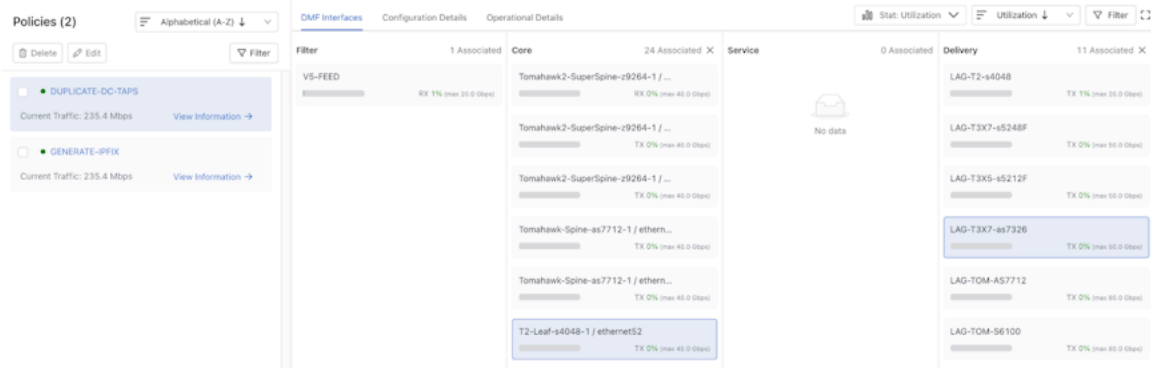 Policies (2)
Alphabetical (A-Z) ↓
Delete
Edit
Filter
DUPLICATE-DC-TAPS
Current Traffic: 235.4 Mbps
View Information →
GENERATE-IPFIX
Current Traffic: 235.4 Mbps
View Information →
DMF Interfaces
Configuration Details
Operational Details
Stat: Utilization
Utilization ↓
Filter
Filter
1 Associated
V5-FEED
RX 1% (max 25.0 Gbps)
Core
24 Associated ×
Tomahawk2-SuperSpine-z9264-1 / ...
RX 0% (max 40.0 Gbps)
Tomahawk2-SuperSpine-z9264-1 / ...
TX 0% (max 40.0 Gbps)
Tomahawk2-SuperSpine-z9264-1 / ...
TX 0% (max 40.0 Gbps)
Tomahawk-Spine-as7712-1 / ethern...
TX 0% (max 40.0 Gbps)
Tomahawk-Spine-as7712-1 / ethern...
TX 0% (max 40.0 Gbps)
T2-Leaf-s4048-1 / ethernet52
TX 0% (max 40.0 Gbps)
Service
0 Associated
No data
Delivery
11 Associated ×
LAG-T2-s4048
TX 1% (max 20.0 Gbps)
LAG-T3X7-s5248F
TX 0% (max 50.0 Gbps)
LAG-T3X5-s5212F
TX 0% (max 50.0 Gbps)
LAG-T3X7-as7326
TX 0% (max 50.0 Gbps)
LAG-TOM-AS7712
TX 0% (max 80.0 Gbps)
LAG-TOM-S6100
TX 0% (max 80.0 Gbps)